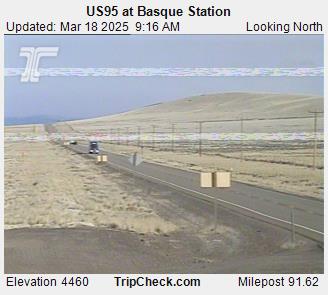 US95 at Basque Station
Updated: Mar 18 2025 9:16 AM
Looking North
Elevation 4460
TripCheck.com
Milepost 91.62